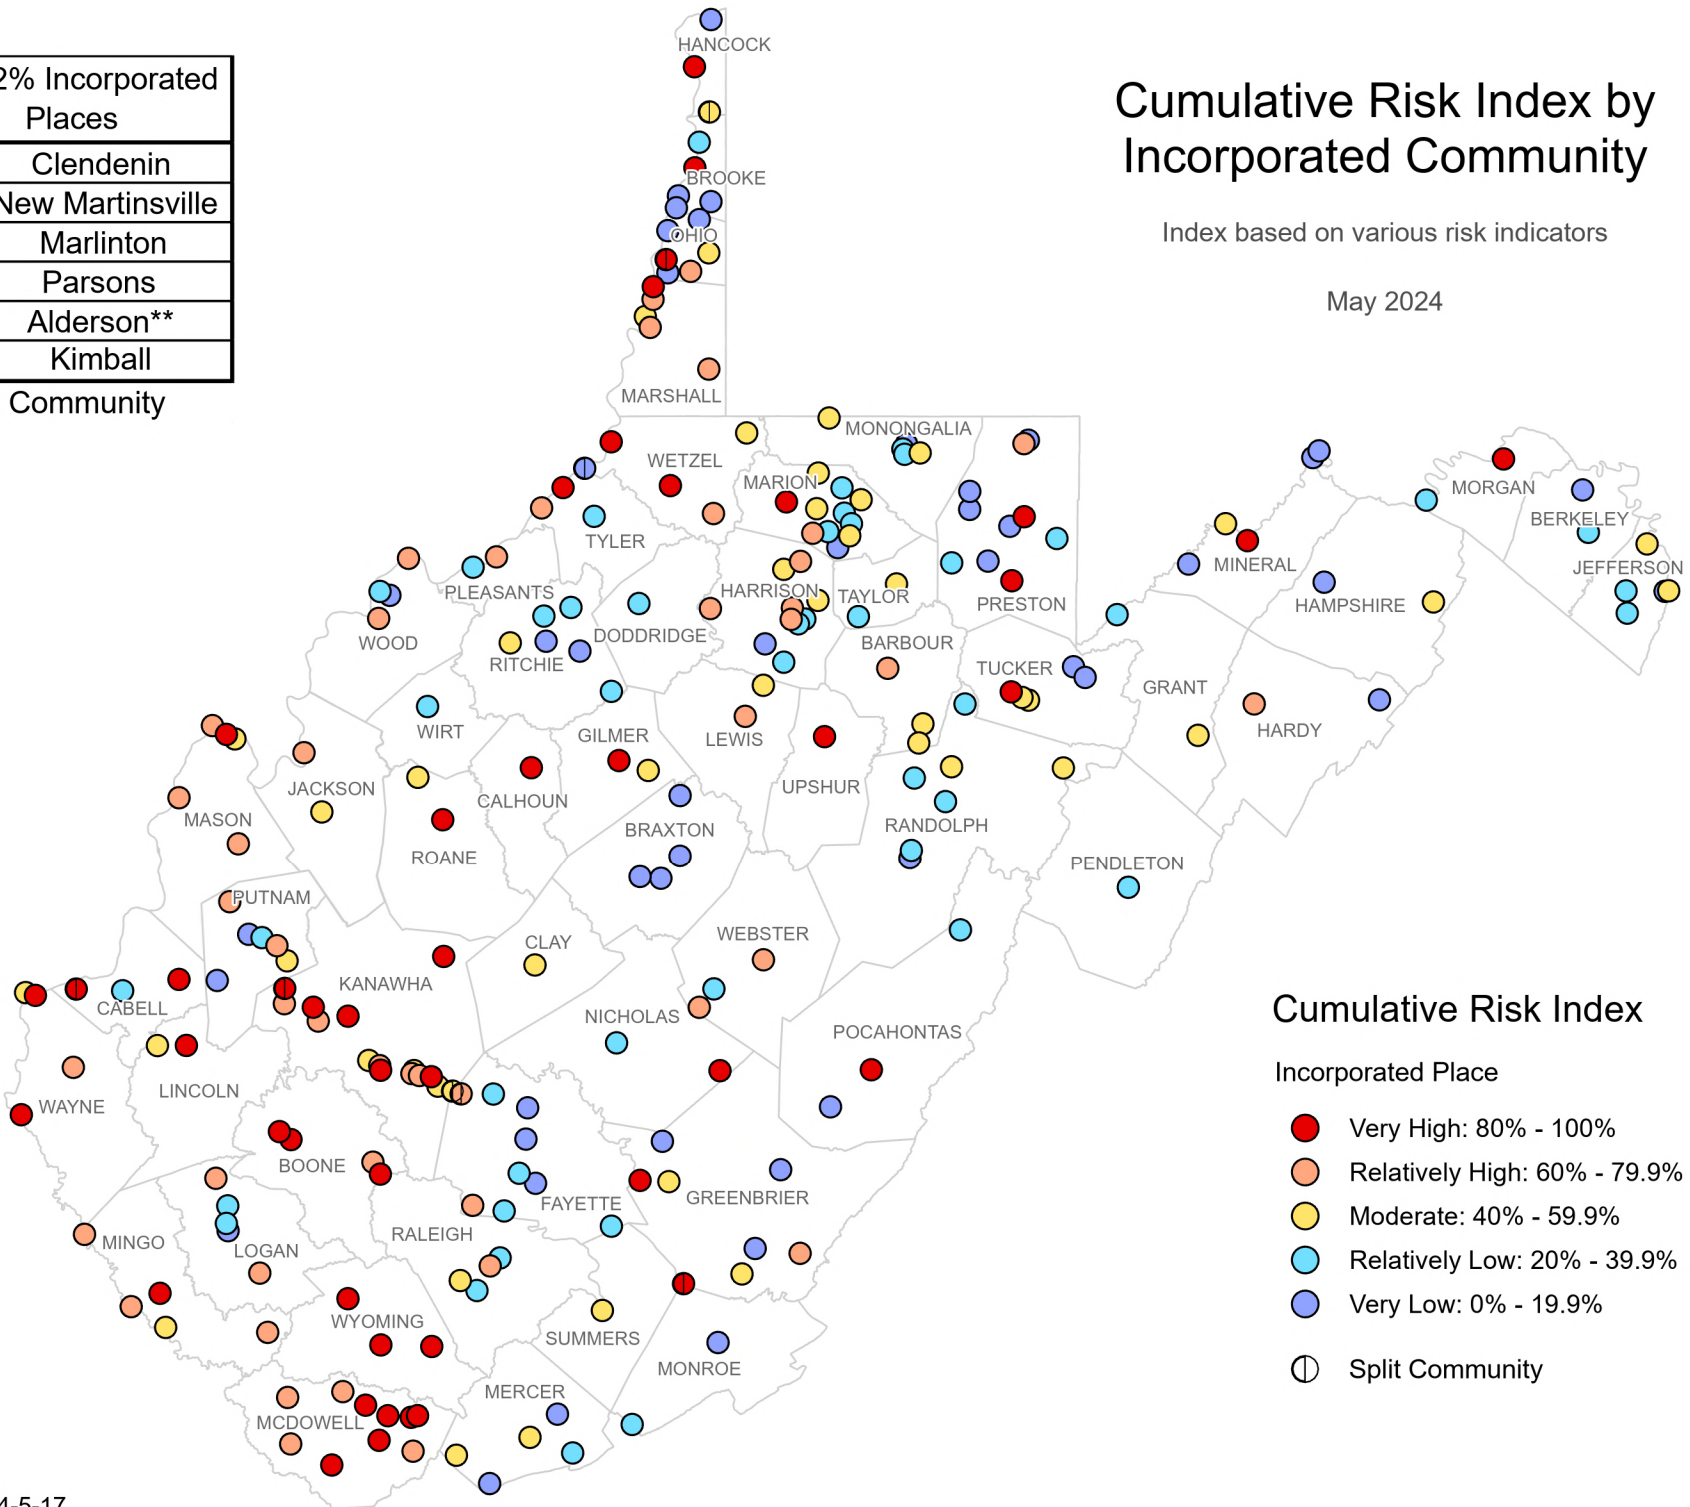 2% Incorporated
Places
Clendenin
New Martinsville
Marlinton
Parsons
Alderson**
Kimball
Community
Cumulative Risk Index by
Incorporated Community
Index based on various risk indicators
May 2024
HANCOCK
BROOKE
OHIO
MARSHALL
MONONGALIA
WETZEL
MARION
MORGAN
BERKELEY
TYLER
JEFFERSON
MINERAL
PLEASANTS
HARRISON
TAYLOR
PRESTON
HAMPSHIRE
WOOD
DODDRIDGE
BARBOUR
RITCHIE
TUCKER
GRANT
WIRT
GILMER
LEWIS
HARDY
JACKSON
CALHOUN
UPSHUR
MASON
BRAXTON
RANDOLPH
ROANE
PENDLETON
PUTNAM
CLAY
WEBSTER
KANAWHA
CABELL
NICHOLAS
POCAHONTAS
LINCOLN
WAYNE
BOONE
FAYETTE
GREENBRIER
RALEIGH
MINGO
LOGAN
WYOMING
SUMMERS
MONROE
MERCER
MCDOWELL
Cumulative Risk Index
Incorporated Place
Very High: 80% - 100%
Relatively High: 60% - 79.9%
Moderate: 40% - 59.9%
Relatively Low: 20% - 39.9%
Very Low: 0% - 19.9%
Split Community
4-5-17